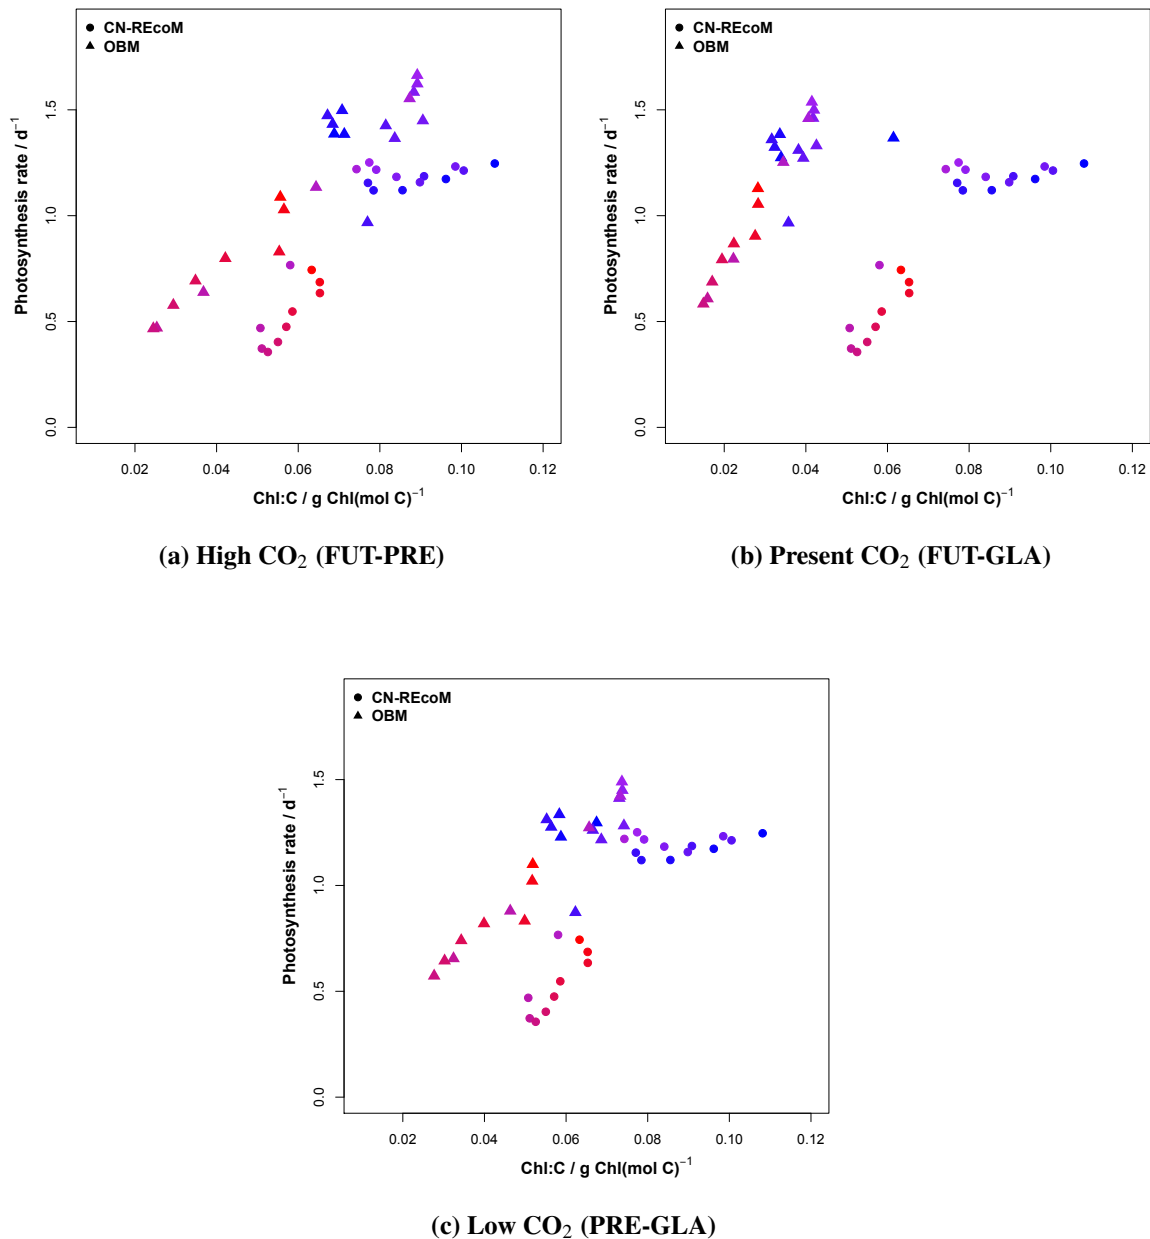 CN-REcoM
OBM
Photosynthesis rate / d⁻¹
0.0 0.5 1.0 1.5
0.02 0.04 0.06 0.08 0.10 0.12
Chl:C / g Chl(mol C)⁻¹
(a) High CO₂ (FUT-PRE)
CN-REcoM
OBM
Photosynthesis rate / d⁻¹
0.0 0.5 1.0 1.5
0.02 0.04 0.06 0.08 0.10 0.12
Chl:C / g Chl(mol C)⁻¹
(b) Present CO₂ (FUT-GLA)
CN-REcoM
OBM
Photosynthesis rate / d⁻¹
0.0 0.5 1.0 1.5
0.02 0.04 0.06 0.08 0.10 0.12
Chl:C / g Chl(mol C)⁻¹
(c) Low CO₂ (PRE-GLA)